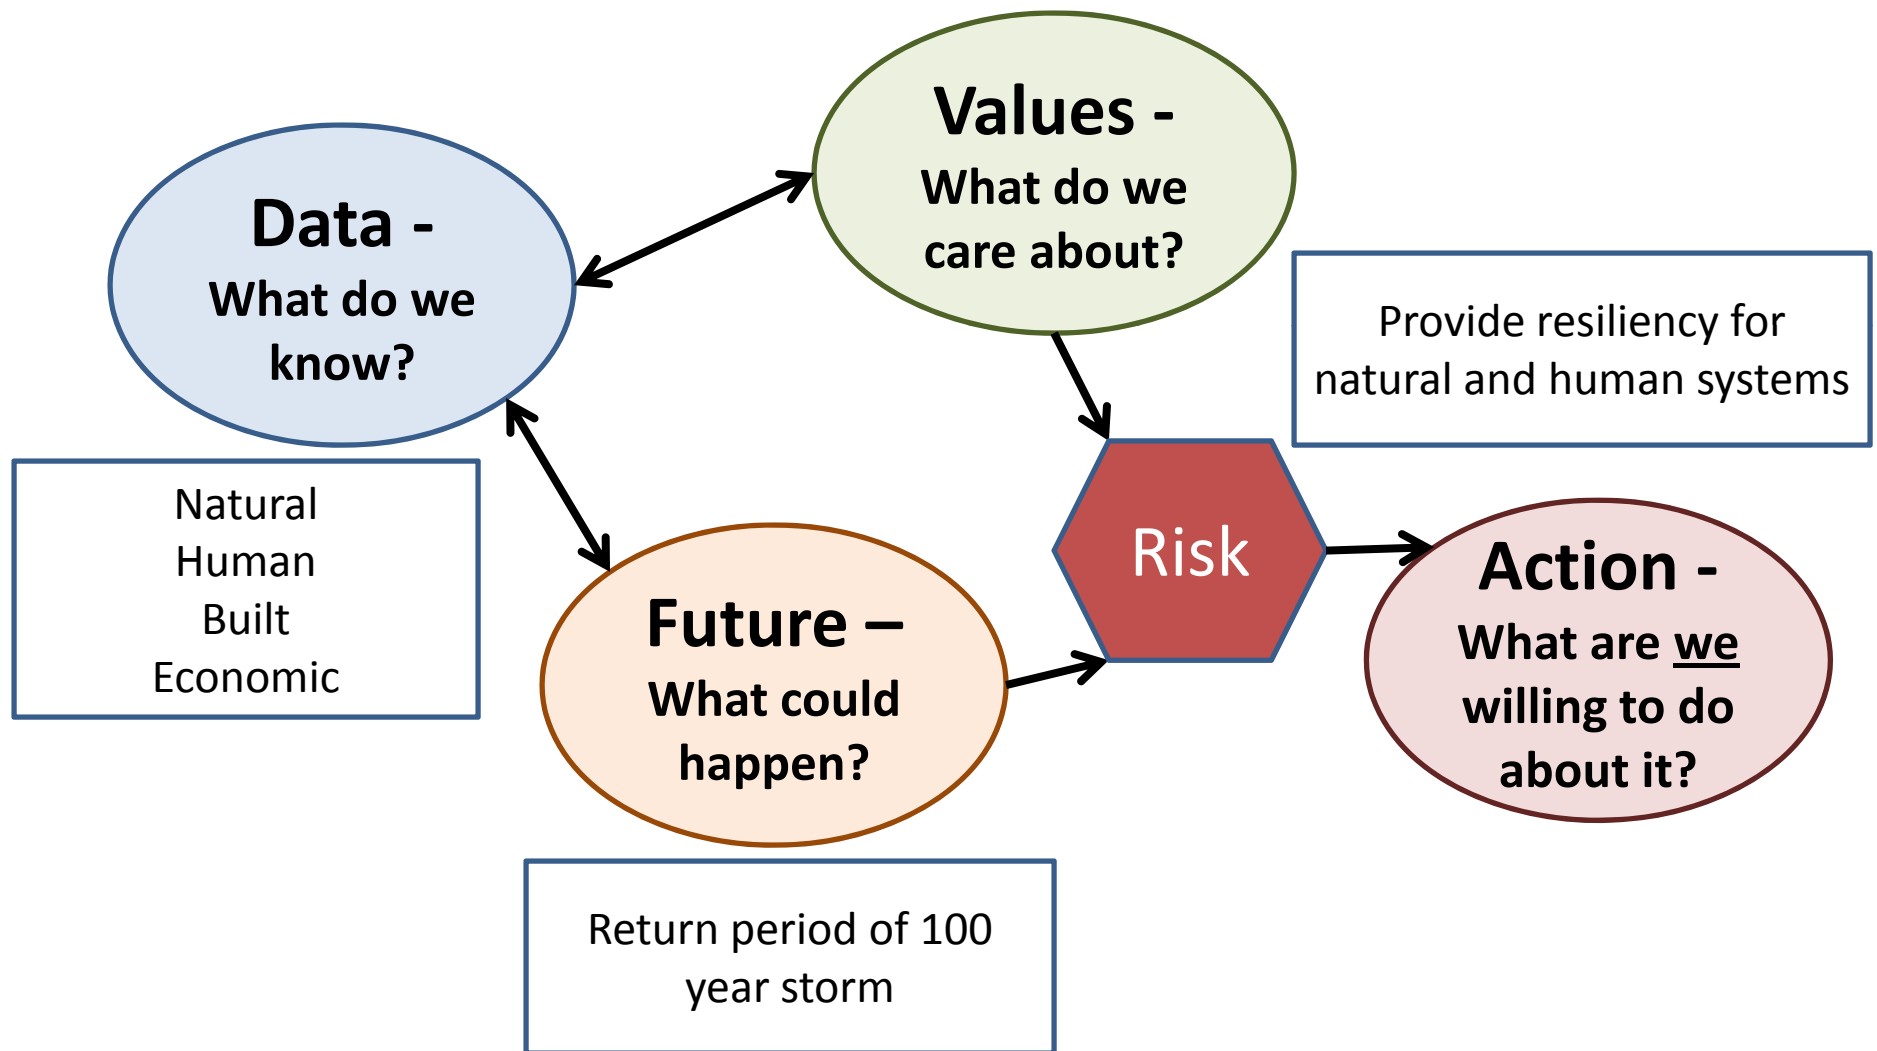 Values -
What do we
care about?
Data -
What do we
know?
Provide resiliency for
natural and human systems
Natural
Human
Built
Economic
Risk
Action -
What are we
willing to do
about it?
Future –
What could
happen?
Return period of 100
year storm